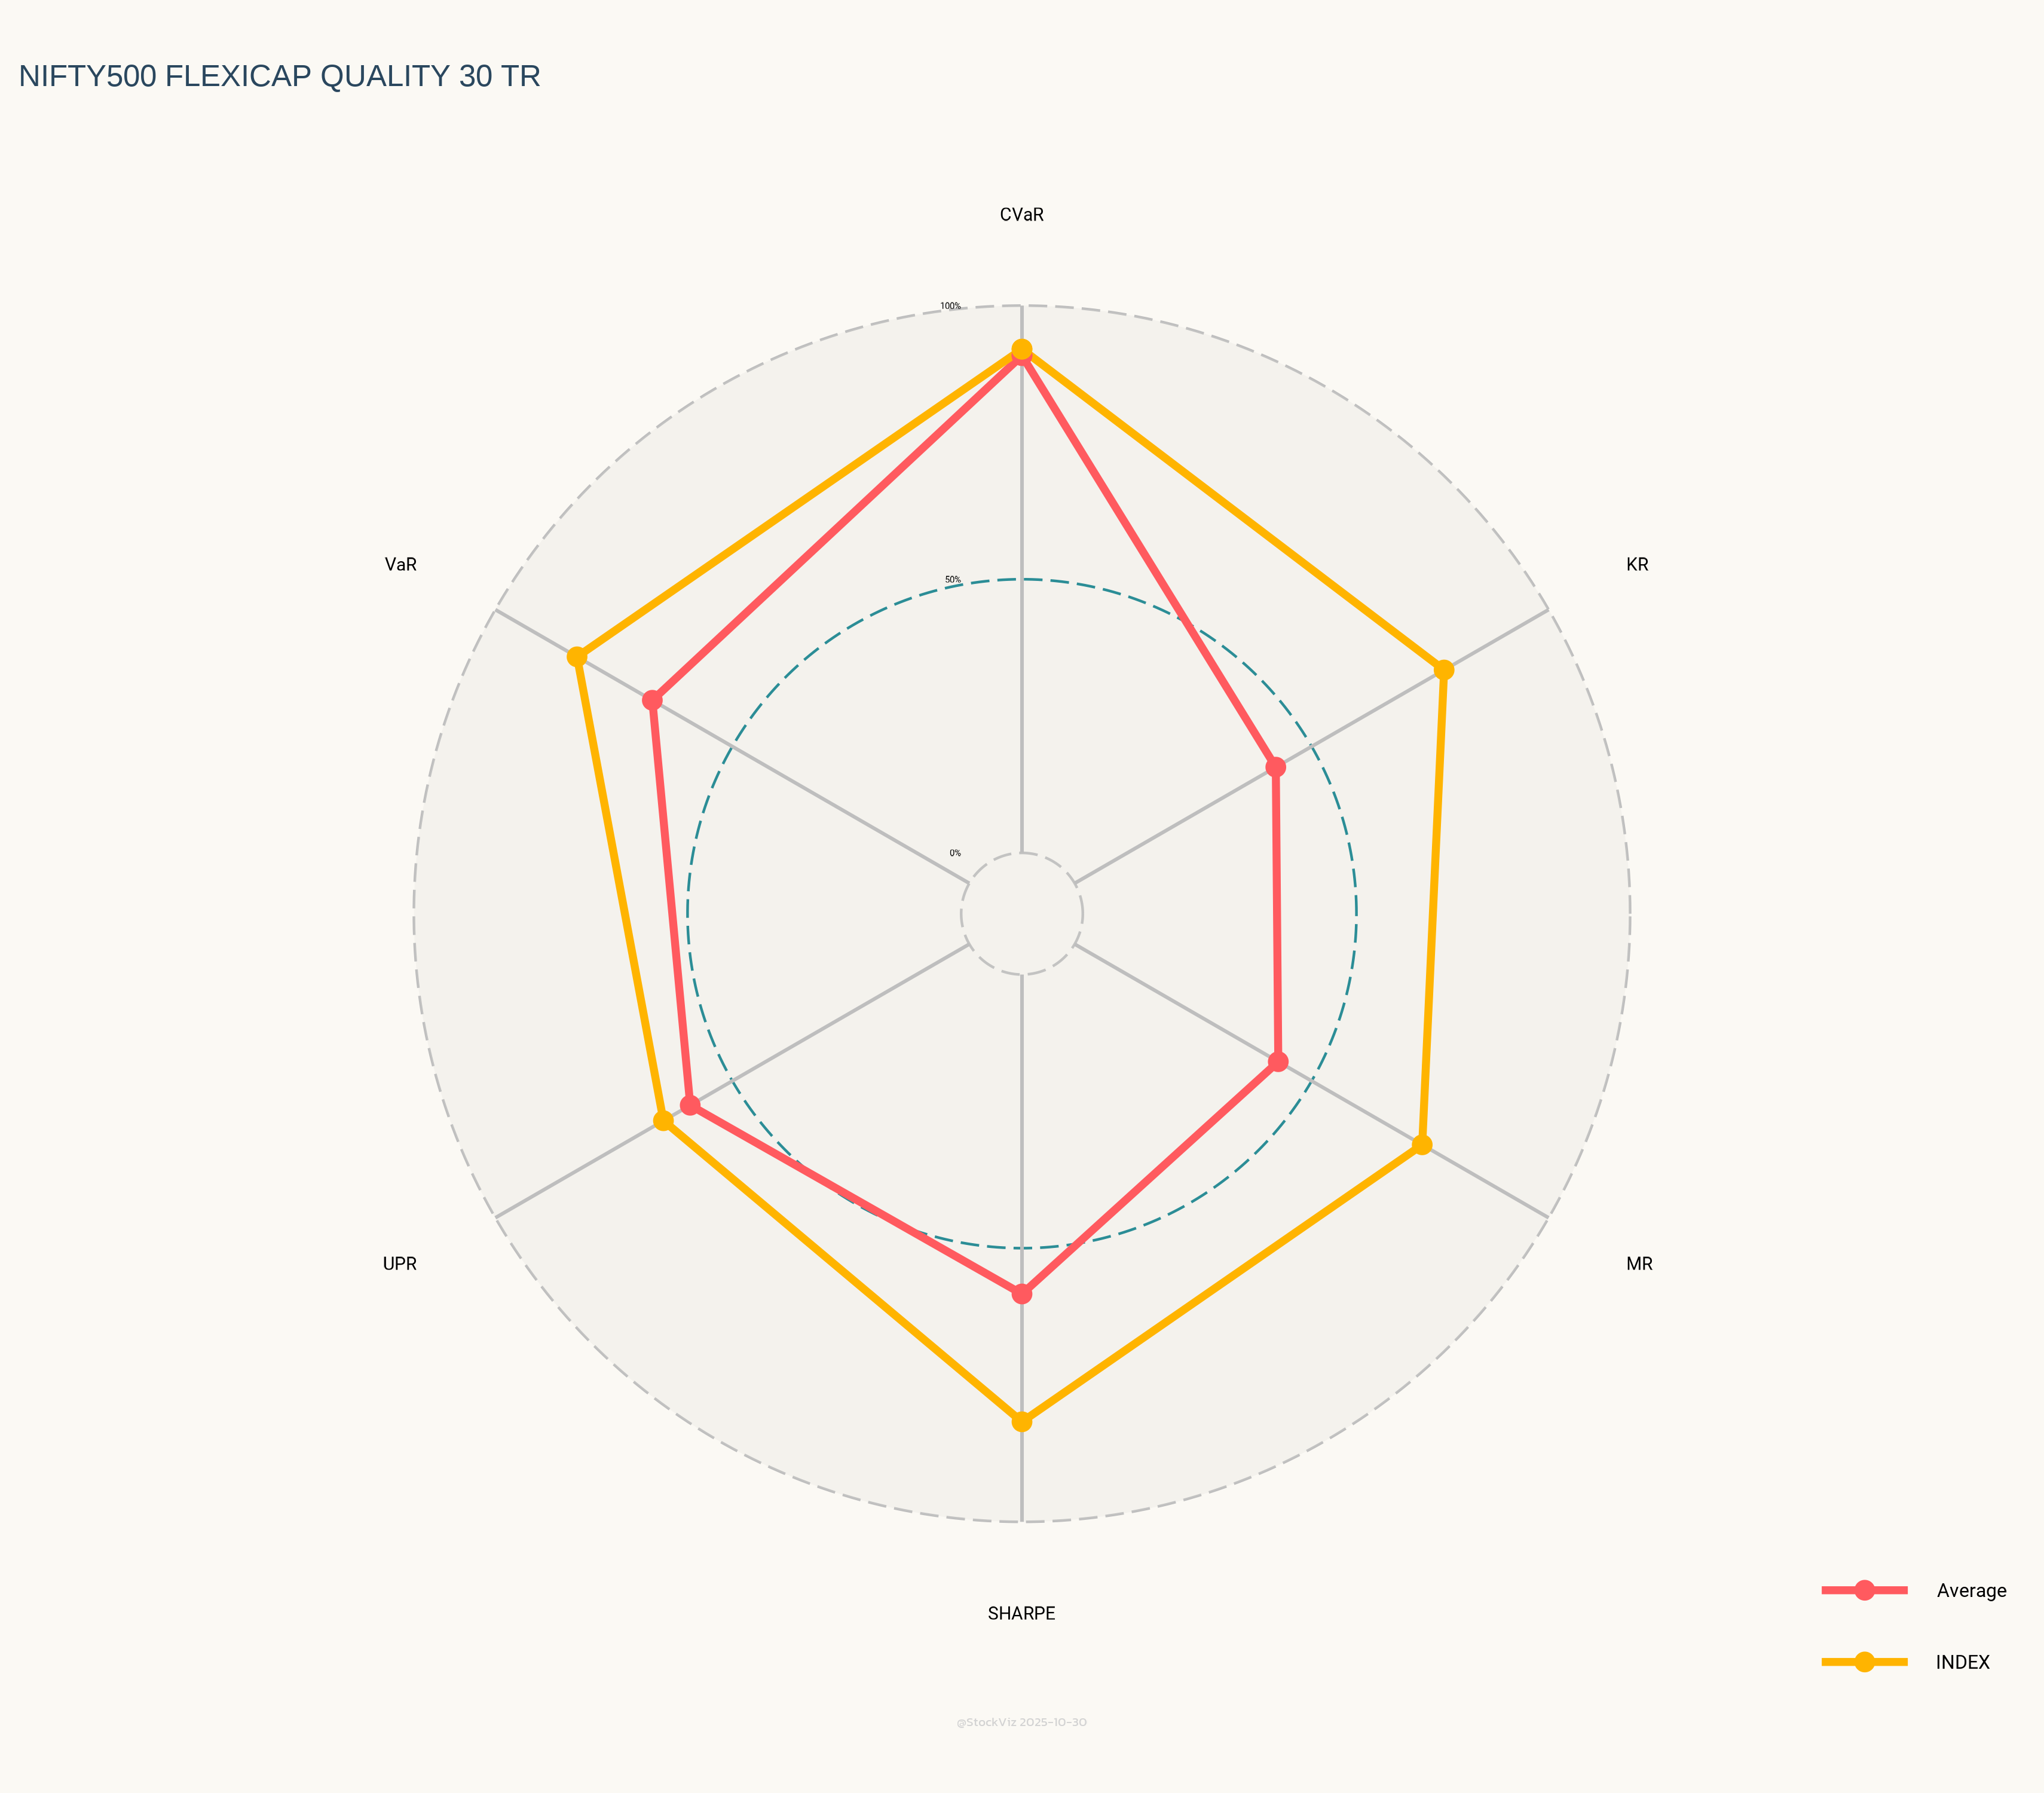 NIFTY500 FLEXICAP QUALITY 30 TR
CVaR
100%
VaR
KR
50%
0%
UPR
MR
SHARPE
Average
INDEX
@StockViz 2025-10-30